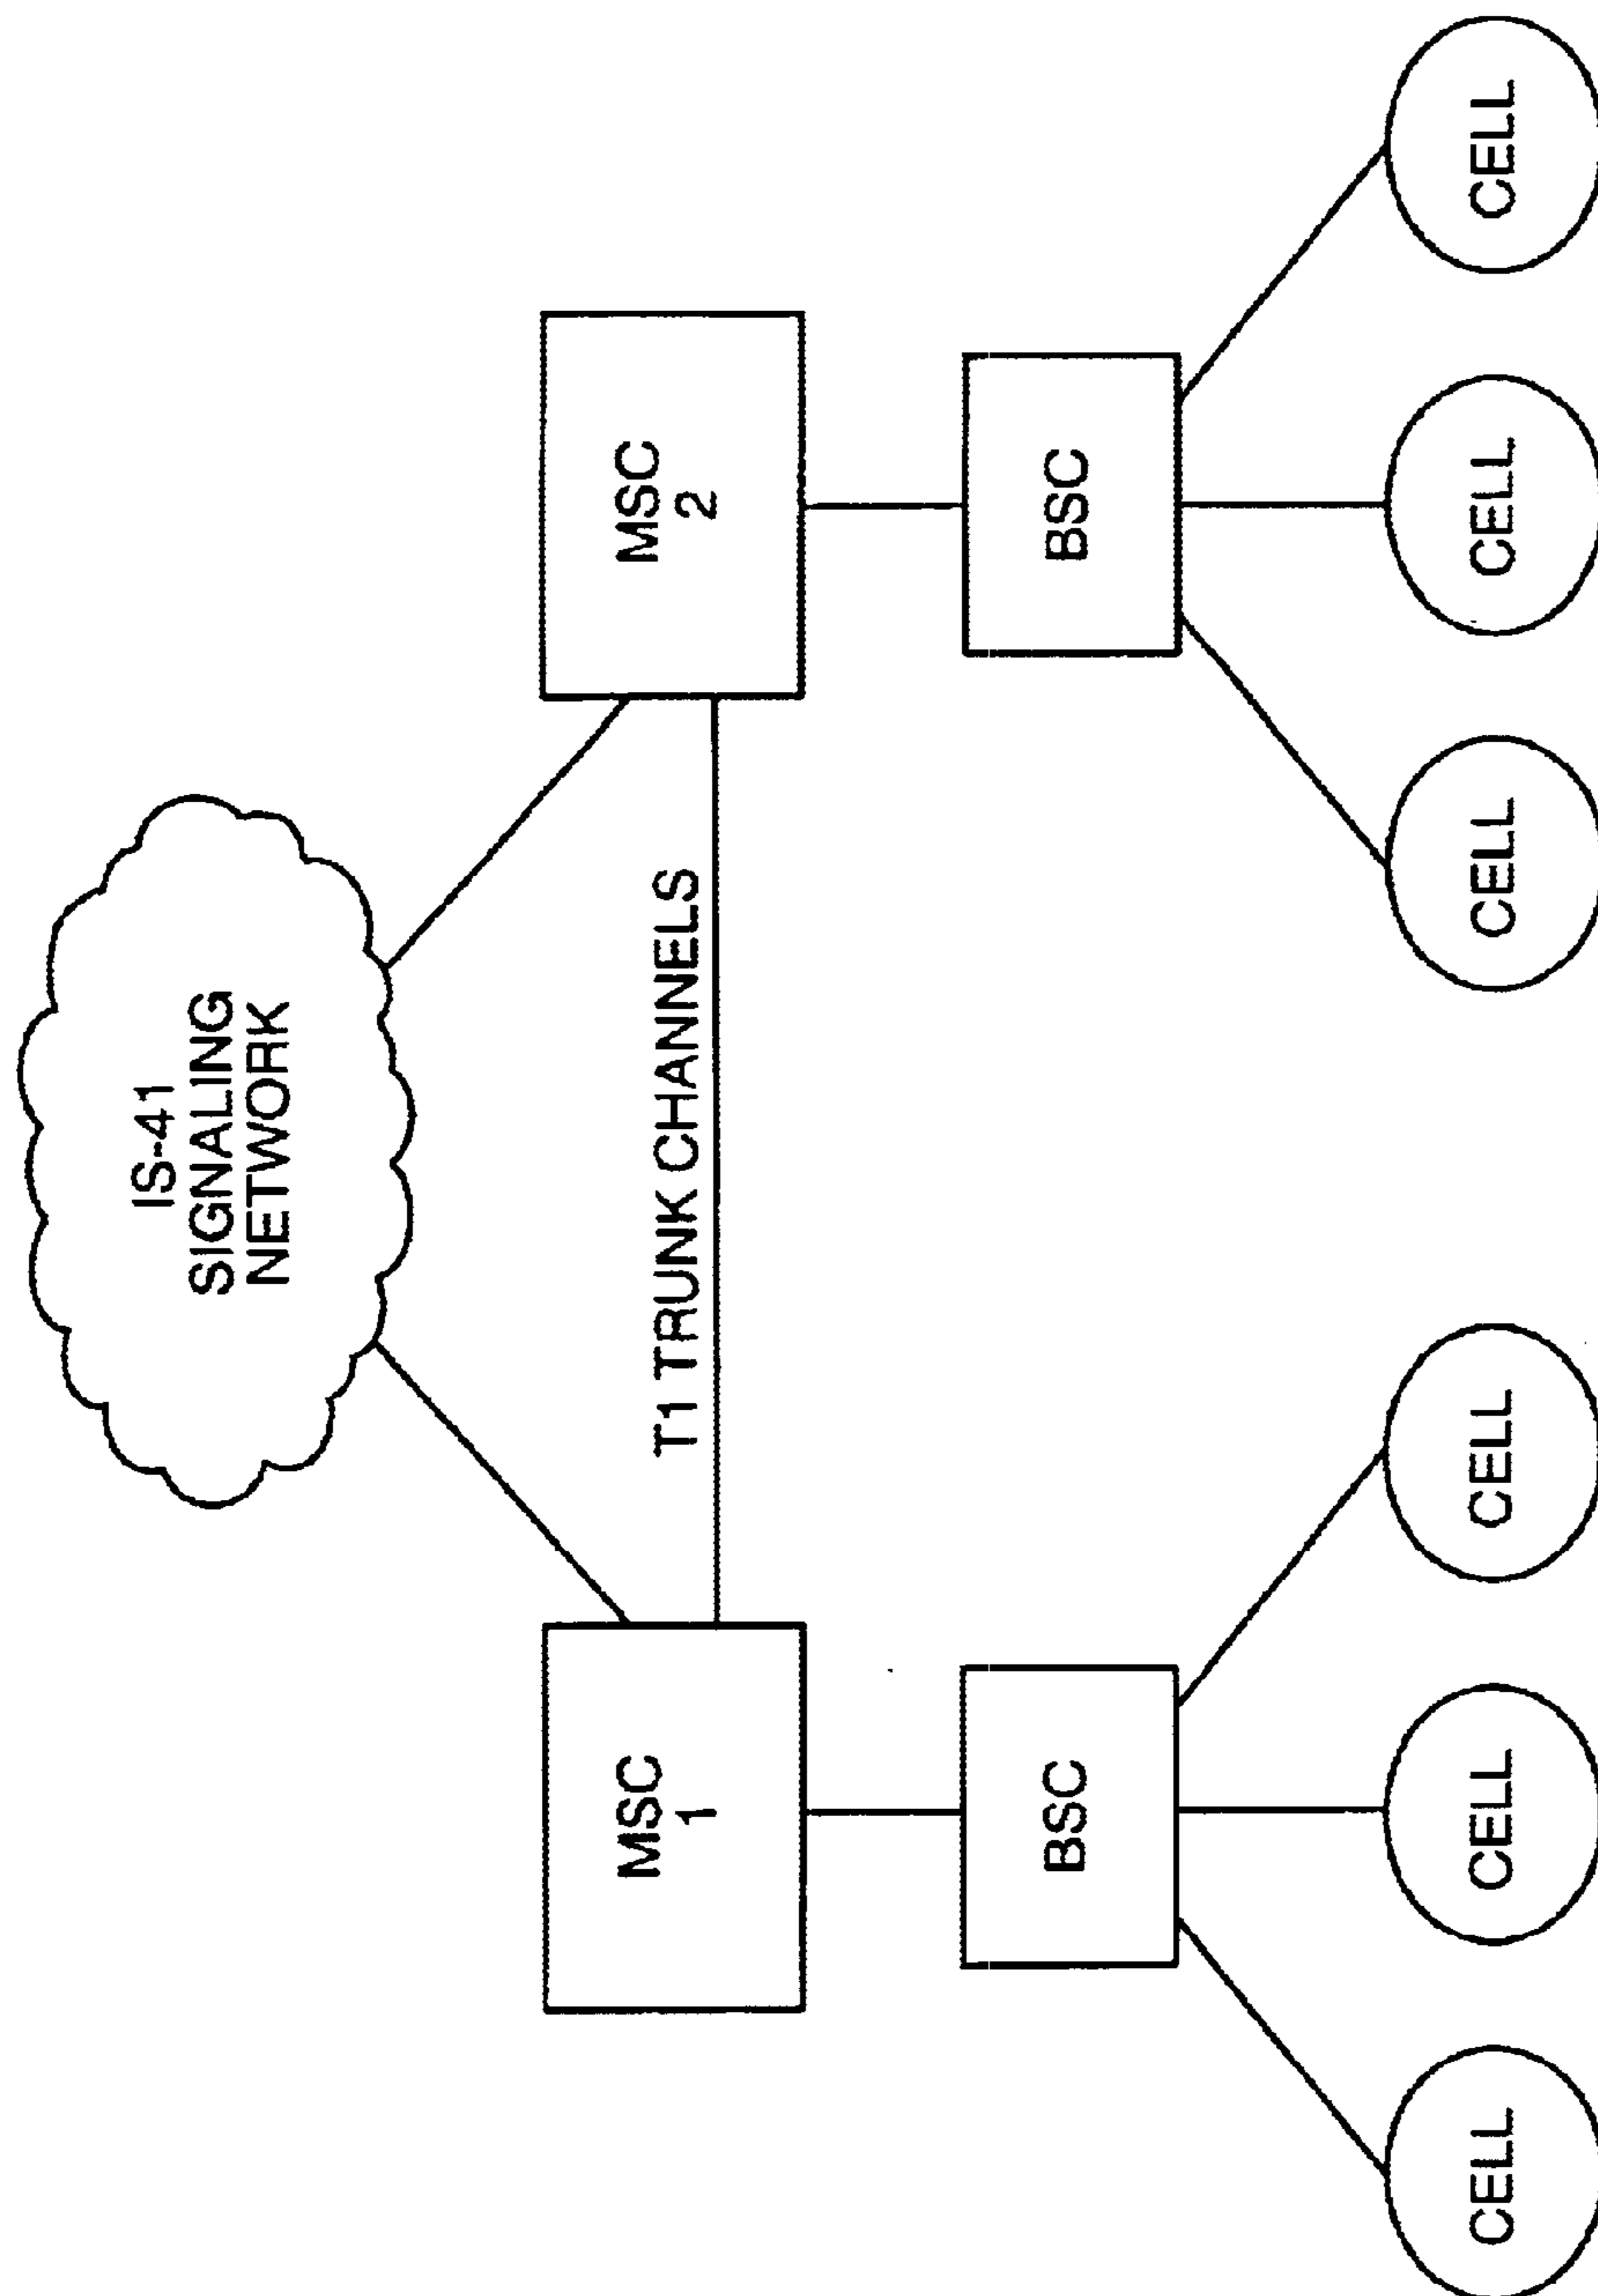 IS-41
SIGNALING
NETWORK
T1 TRUNK CHANNELS
MSC
1
MSC
2
BSC
BSC
CELL
CELL
CELL
CELL
CELL
CELL